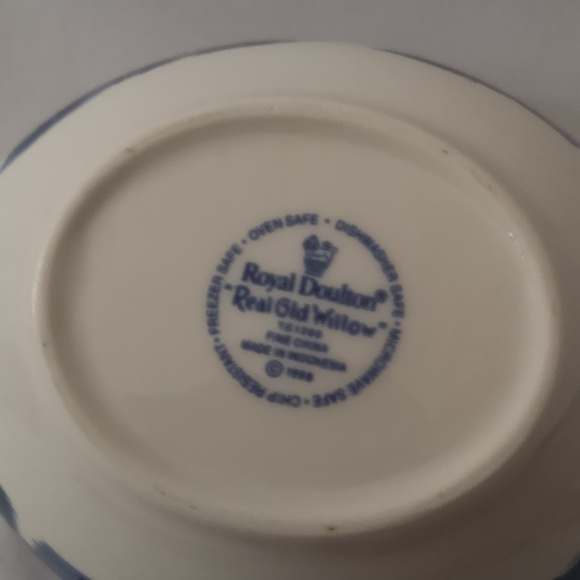 FREEZER SAFE • OVEN SAFE • DISHWASHER SAFE • MICROWAVE SAFE • CHIP RESISTANT •
Royal Doulton®
"Real Old Willow"
FINE CHINA
MADE IN INDONESIA
©